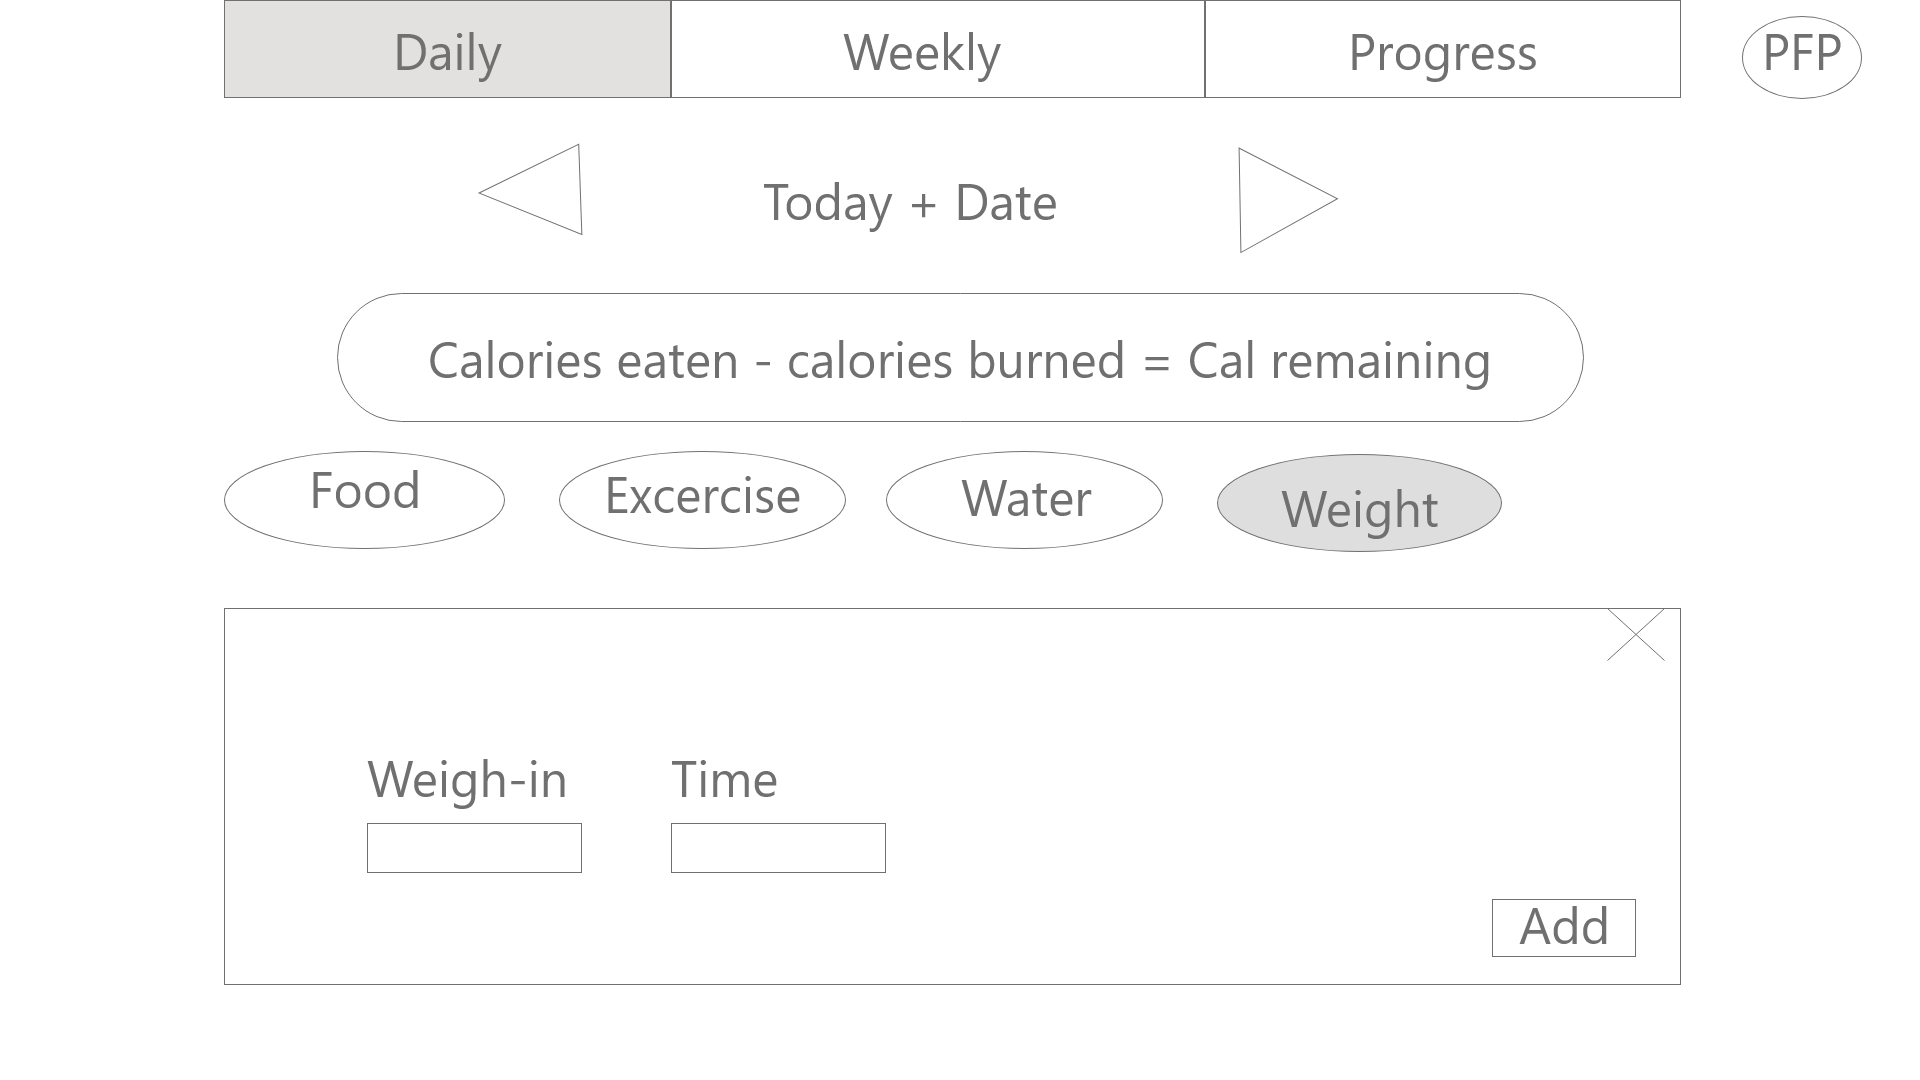 Daily Weekly Progress PFP
Today + Date
Calories eaten - calories burned = Cal remaining
Food Excercise Water Weight
Weigh-in Time
Add